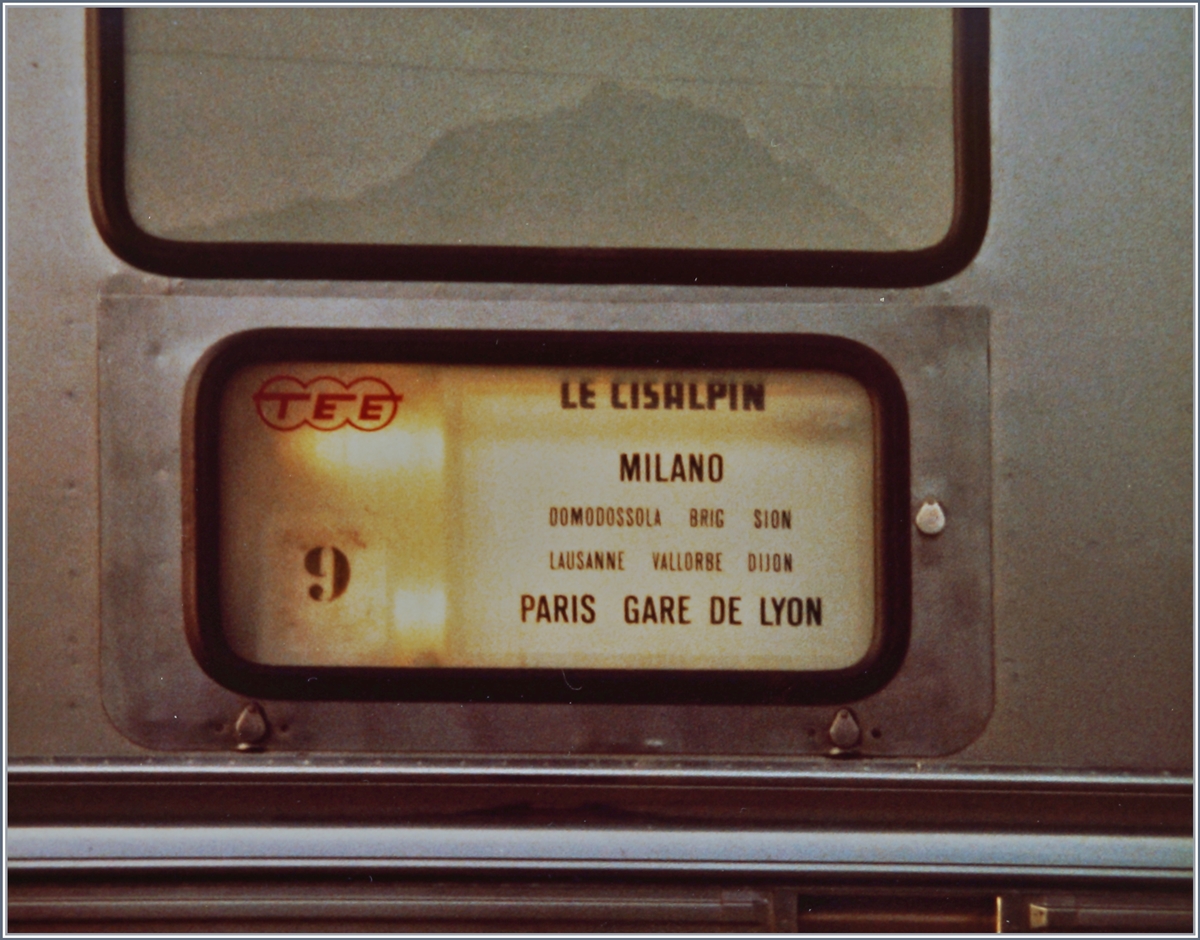 TEE
LE CISALPIN
MILANO
DOMODOSSOLA BRIG SION
LAUSANNE VALLORBE DIJON
PARIS GARE DE LYON
9